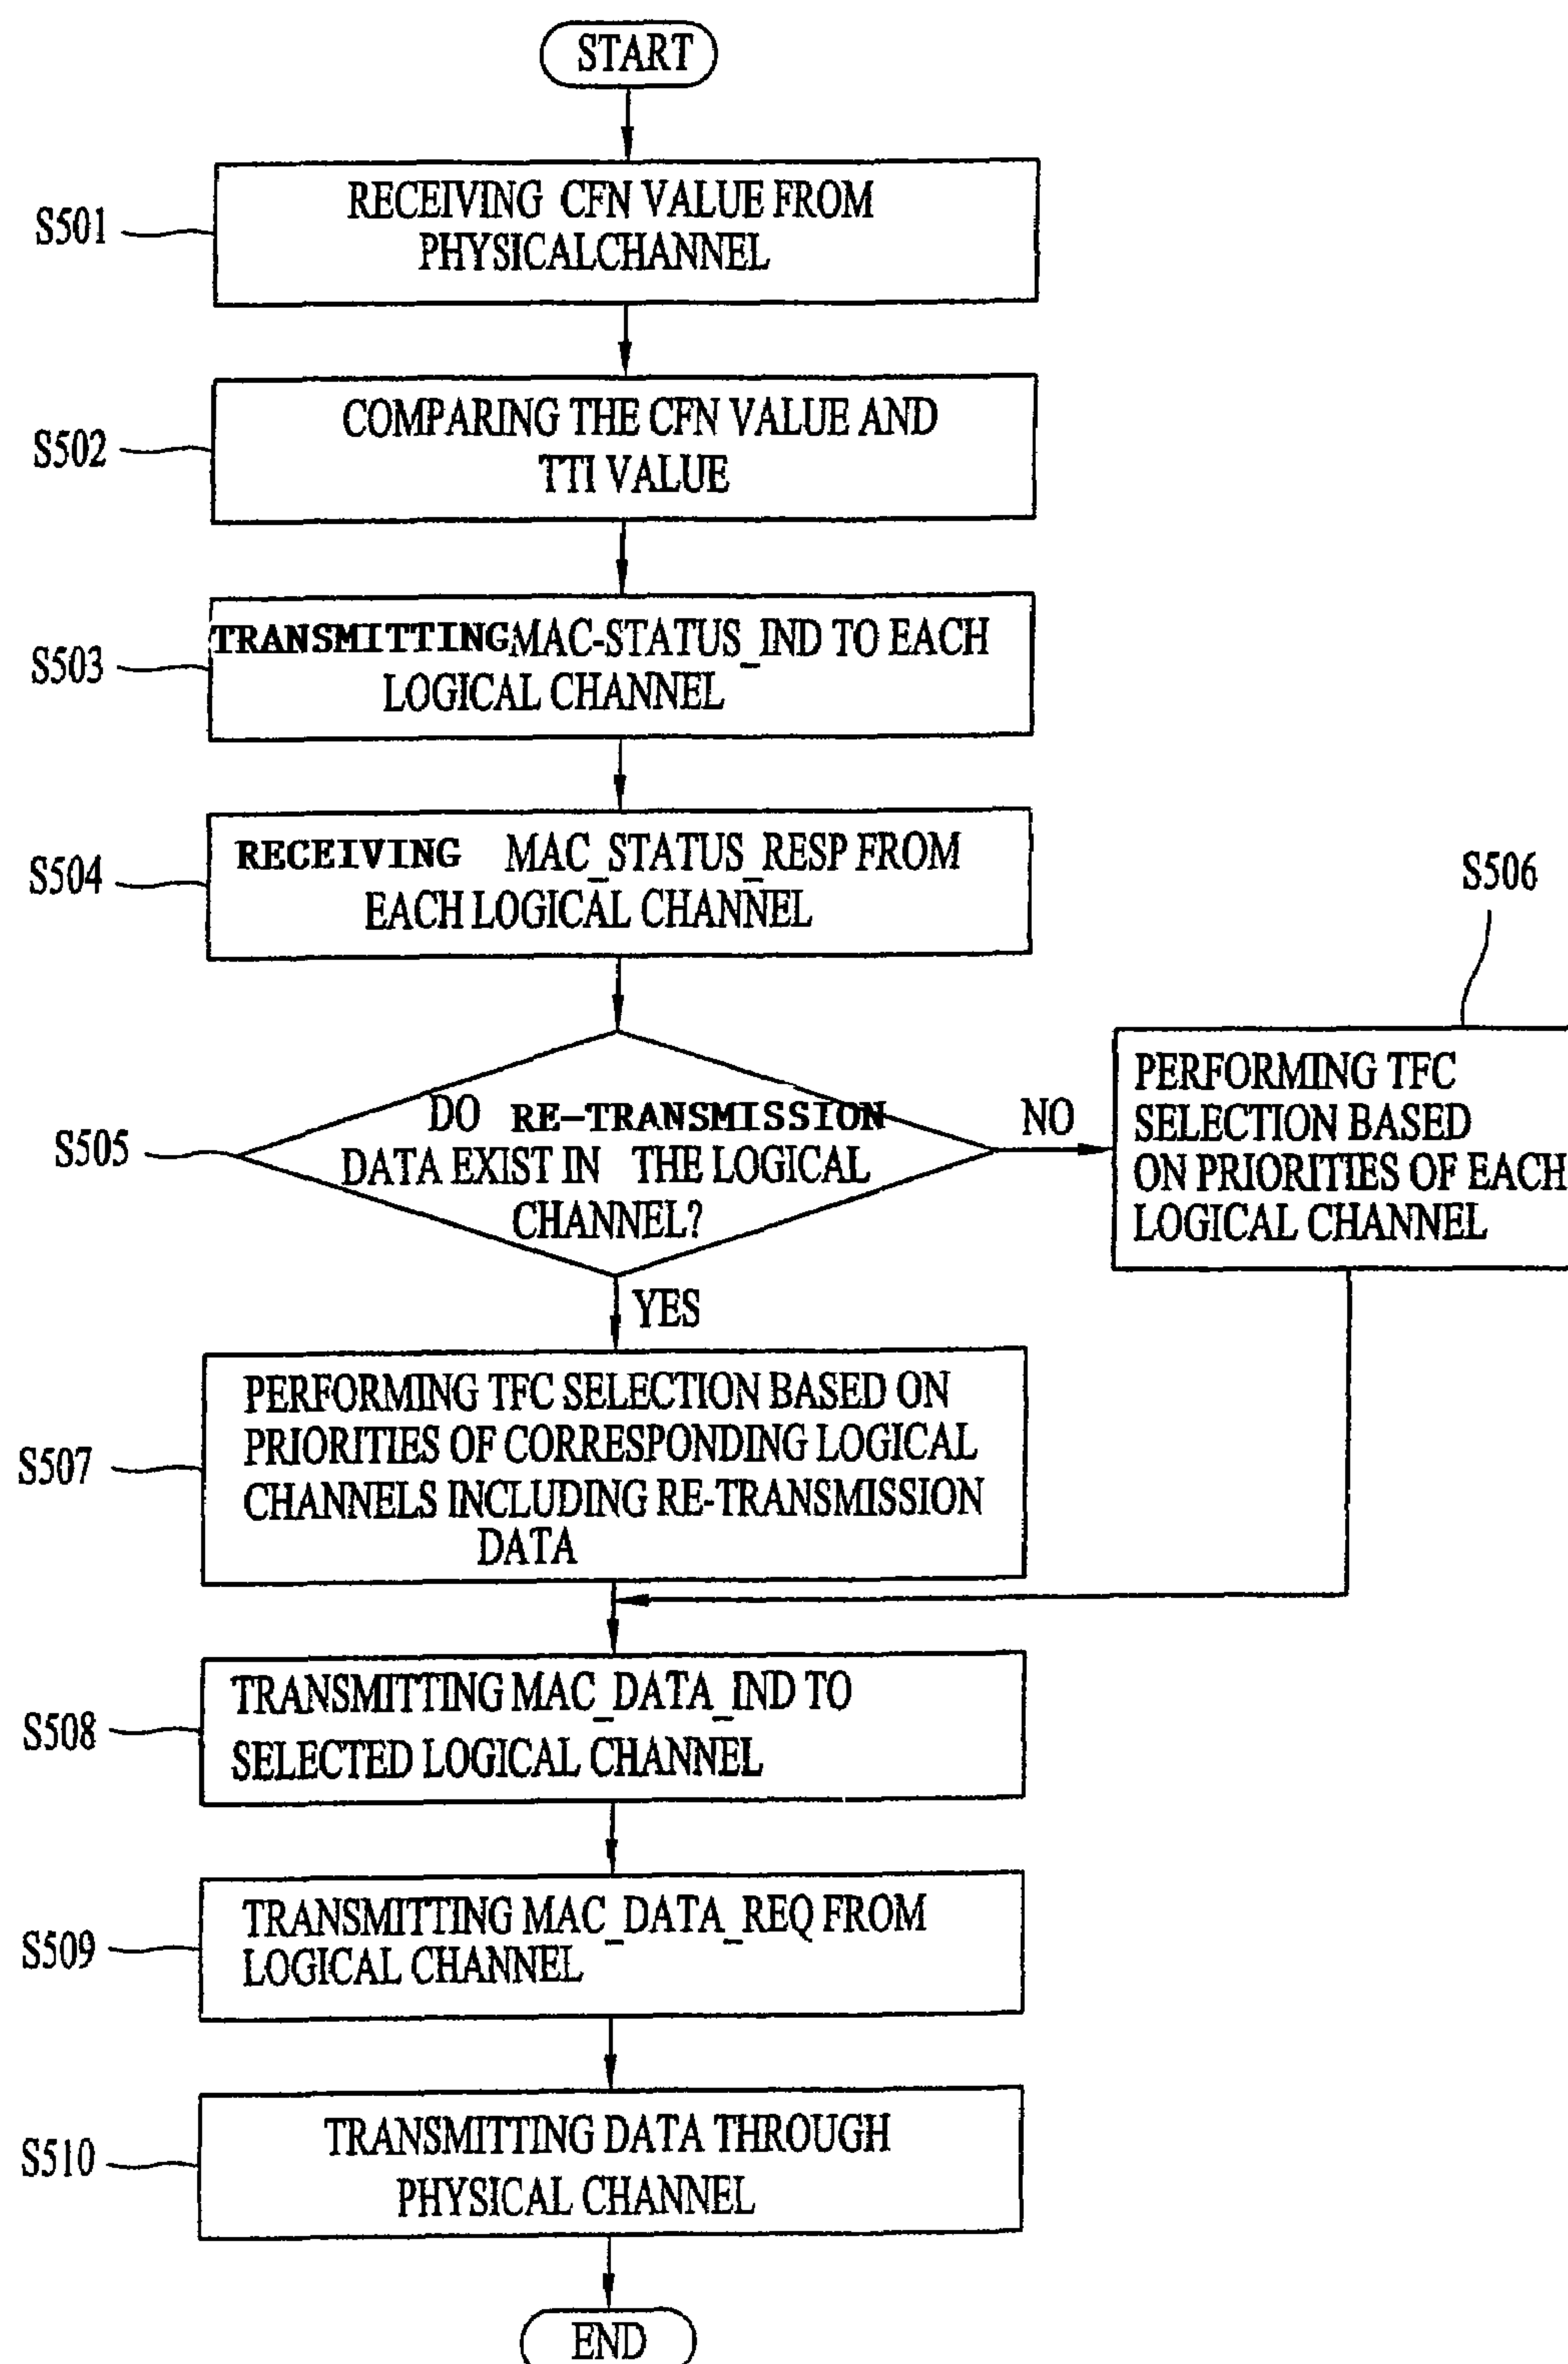 START
S501
RECEIVING CFN VALUE FROM
PHYSICALCHANNEL
S502
COMPARING THE CFN VALUE AND
TTI VALUE
S503
TRANSMITTING MAC-STATUS_IND TO EACH
LOGICAL CHANNEL
S504
RECEIVING MAC_STATUS_RESP FROM
EACH LOGICAL CHANNEL
S505
DO RE-TRANSMISSION
DATA EXIST IN THE LOGICAL
CHANNEL?
NO
S506
PERFORMING TFC
SELECTION BASED
ON PRIORITIES OF EACH
LOGICAL CHANNEL
YES
S507
PERFORMING TFC SELECTION BASED ON
PRIORITIES OF CORRESPONDING LOGICAL
CHANNELS INCLUDING RE-TRANSMISSION
DATA
S508
TRANSMITTING MAC_DATA_IND TO
SELECTED LOGICAL CHANNEL
S509
TRANSMITTING MAC_DATA_REQ FROM
LOGICAL CHANNEL
S510
TRANSMITTING DATA THROUGH
PHYSICAL CHANNEL
END